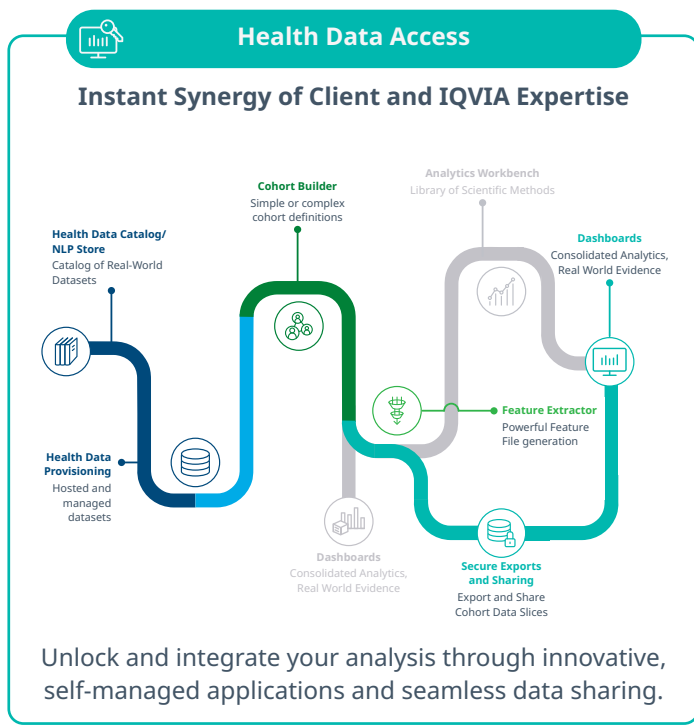 Health Data Access
Instant Synergy of Client and IQVIA Expertise
Analytics Workbench
Library of Scientific Methods
Cohort Builder
Simple or complex
cohort definitions
Health Data Catalog/
NLP Store
Catalog of Real-World
Datasets
Dashboards
Consolidated Analytics,
Real World Evidence
Feature Extractor
Powerful Feature
File generation
Health Data
Provisioning
Hosted and
managed
datasets
Dashboards
Consolidated Analytics,
Real World Evidence
Secure Exports
and Sharing
Export and Share
Cohort Data Slices
Unlock and integrate your analysis through innovative,
self-managed applications and seamless data sharing.